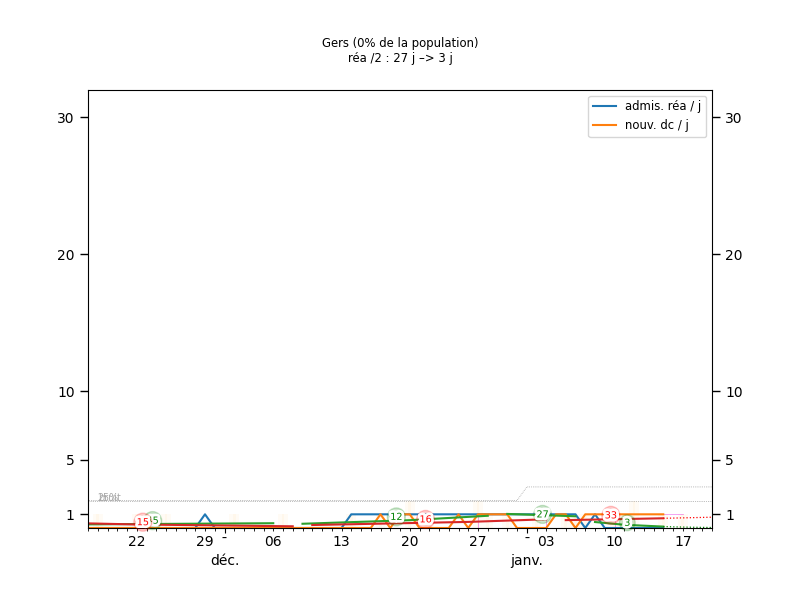 Gers (0% de la population)
réa /2 : 27 j –> 3 j
admis. réa / j
nouv. dc / j
30 30
20 20
10 10
5 5
1 1
15 12 16 27 33 3
22 29 - 06 13 20 27 - 03 10 17
déc. janv.